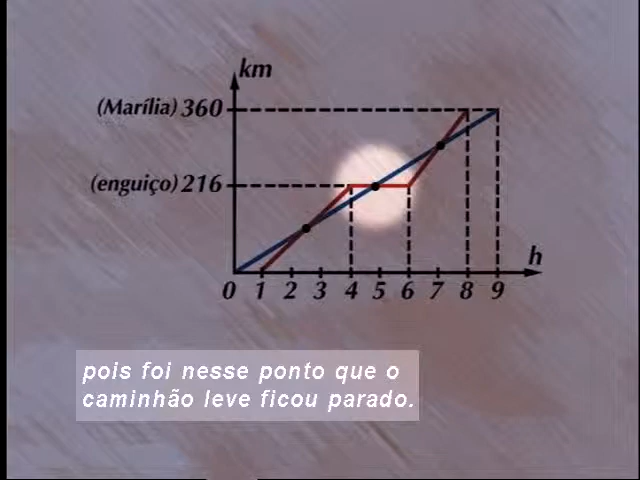 km
(Marília) 360
(enguiço) 216
h
0 1 2 3 4 5 6 7 8 9
pois foi nesse ponto que o
caminhão leve ficou parado.